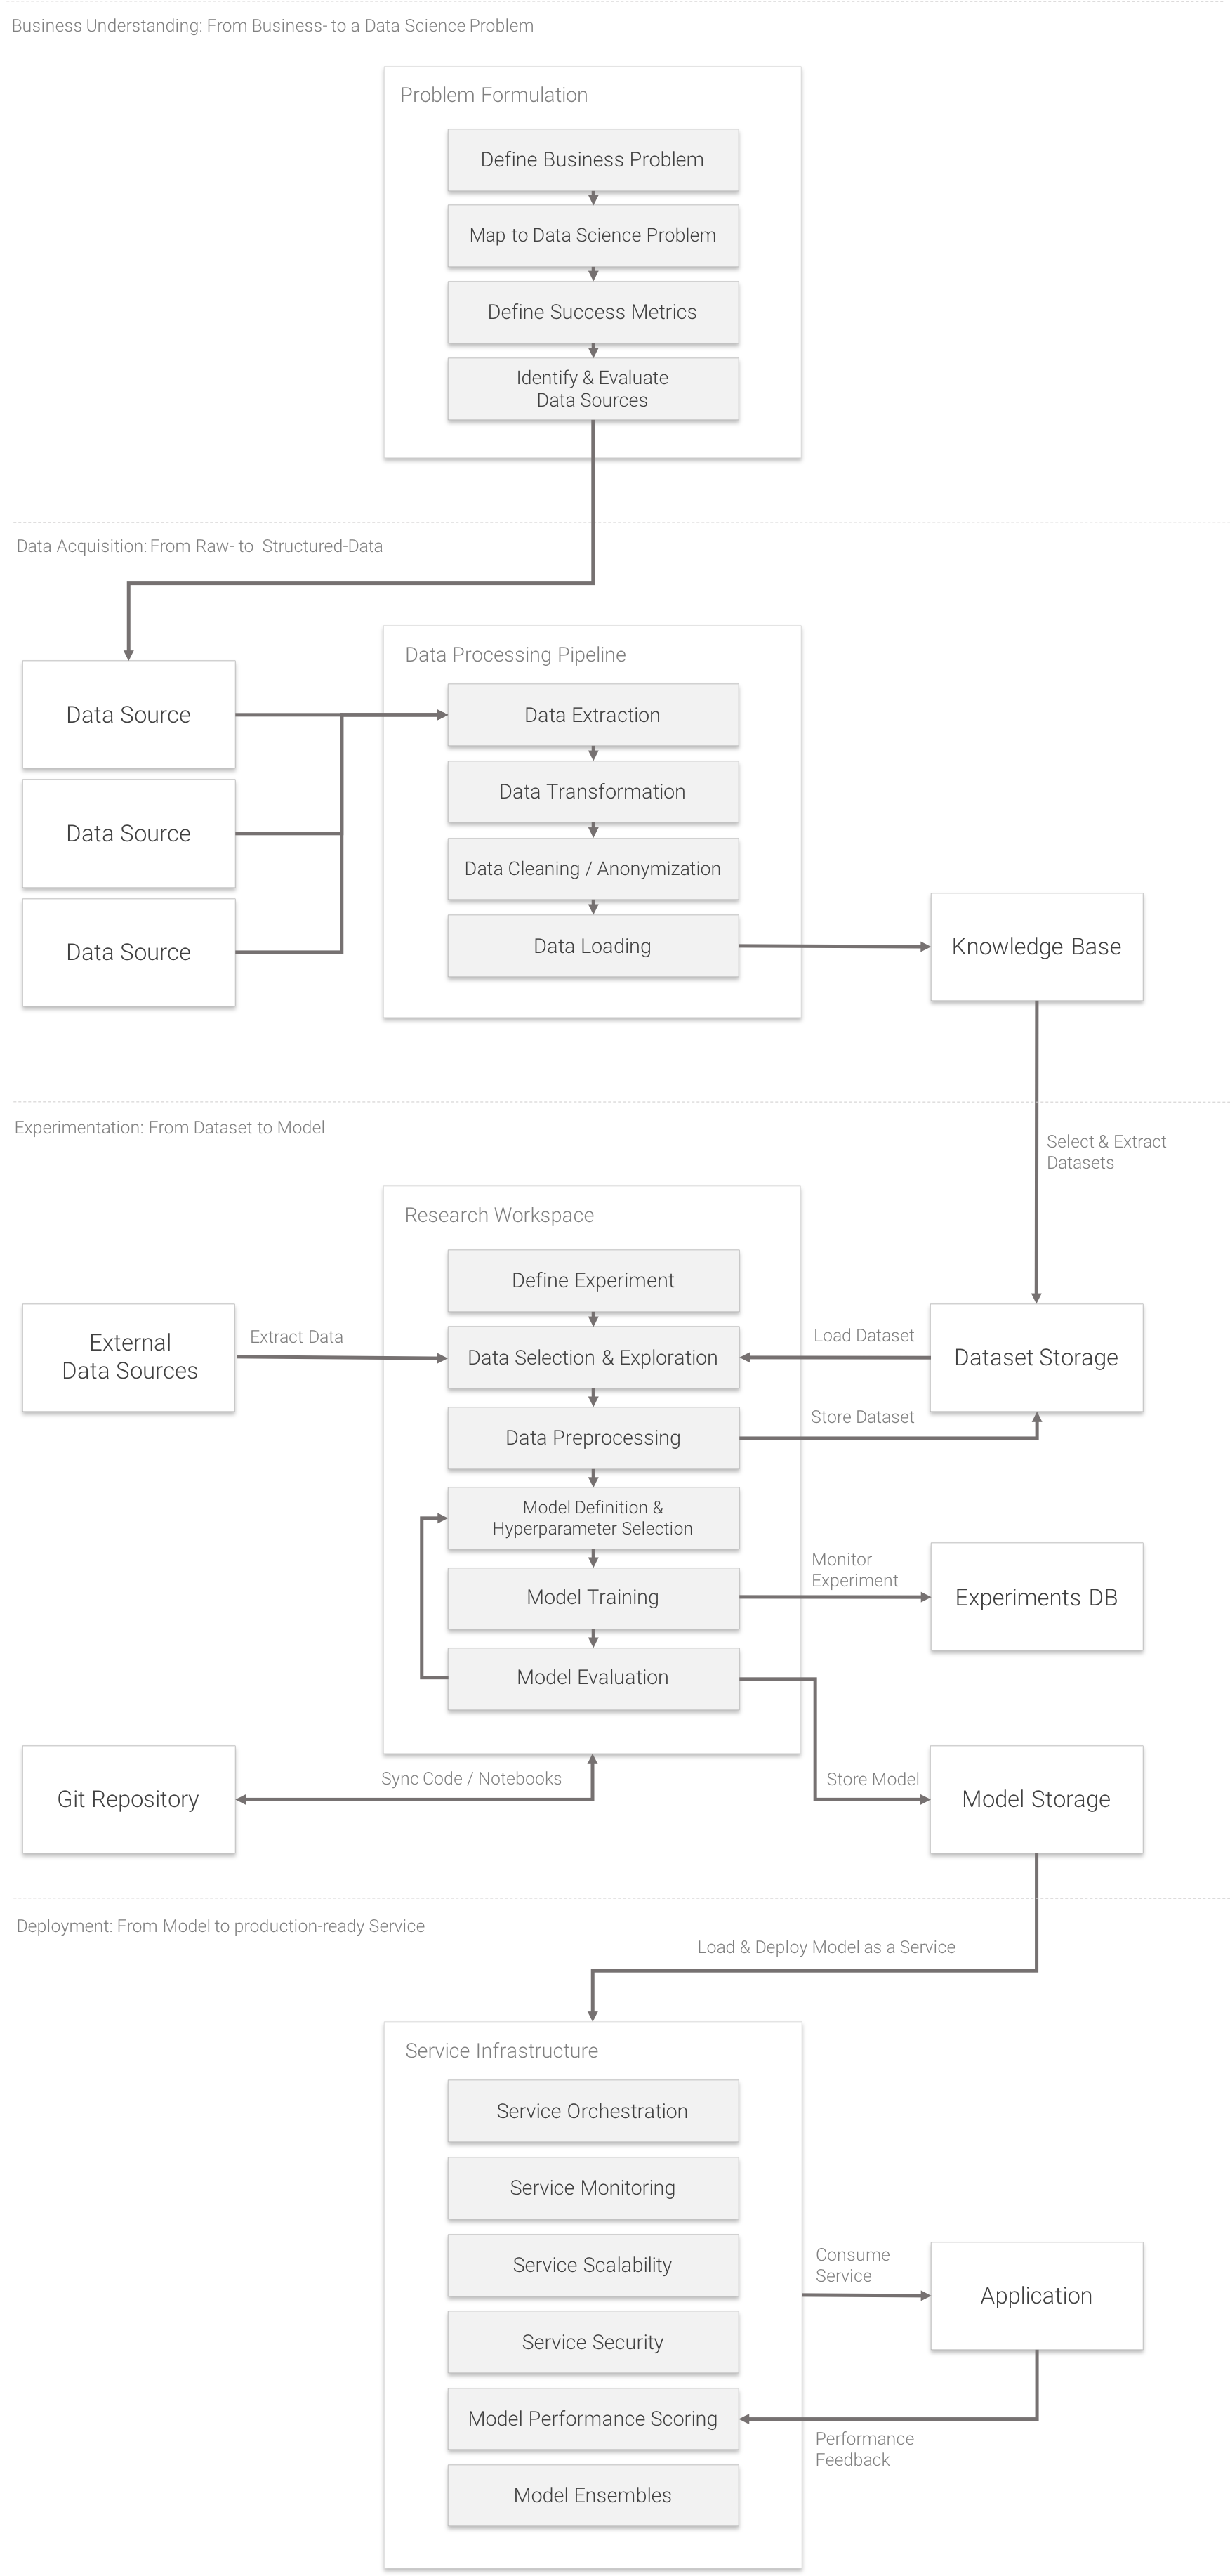 Business Understanding: From Business- to a Data Science Problem
Problem Formulation
Define Business Problem
Map to Data Science Problem
Define Success Metrics
Identify & Evaluate
Data Sources
Data Acquisition: From Raw- to Structured-Data
Data Processing Pipeline
Data Source
Data Source
Data Source
Data Extraction
Data Transformation
Data Cleaning / Anonymization
Data Loading
Knowledge Base
Experimentation: From Dataset to Model
Select & Extract
Datasets
Research Workspace
Define Experiment
External
Data Sources
Extract Data
Data Selection & Exploration
Load Dataset
Dataset Storage
Data Preprocessing
Store Dataset
Model Definition &
Hyperparameter Selection
Model Training
Monitor
Experiment
Experiments DB
Model Evaluation
Git Repository
Sync Code / Notebooks
Store Model
Model Storage
Deployment: From Model to production-ready Service
Load & Deploy Model as a Service
Service Infrastructure
Service Orchestration
Service Monitoring
Service Scalability
Service Security
Model Performance Scoring
Model Ensembles
Consume
Service
Application
Performance
Feedback